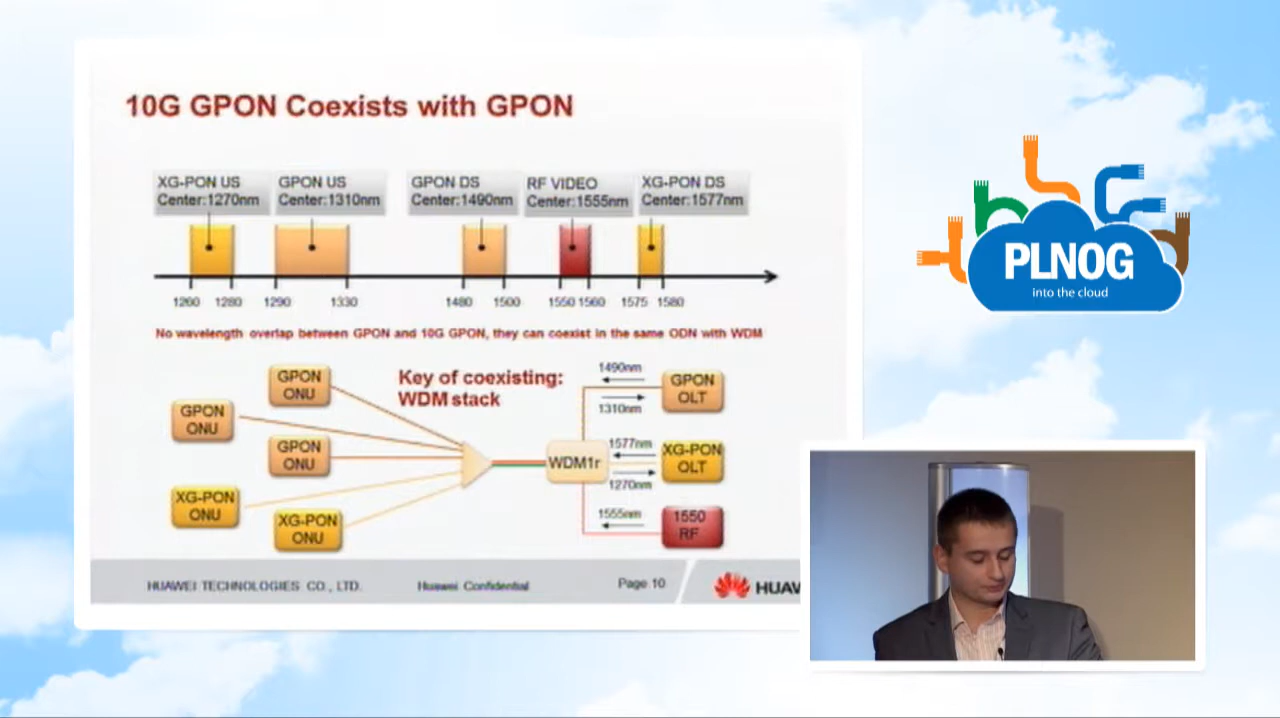 10G GPON Coexists with GPON
XG-PON US
Center:1270nm
GPON US
Center:1310nm
GPON DS
Center:1490nm
RF VIDEO
Center:1555nm
XG-PON DS
Center:1577nm
1260
1280
1290
1330
1480
1500
1550
1560
1575
1580
No wavelength overlap between GPON and 10G GPON, they can coexist in the same ODN with WDM
Key of coexisting:
WDM stack
GPON
ONU
GPON
ONU
GPON
ONU
XG-PON
ONU
XG-PON
ONU
WDM1r
1490nm
1310nm
GPON
OLT
1577nm
1270nm
XG-PON
OLT
1555nm
1550
RF
HUAWEI TECHNOLOGIES CO., LTD.
Huawei Confidential
Page 10
HUAW
PLNOG
into the cloud